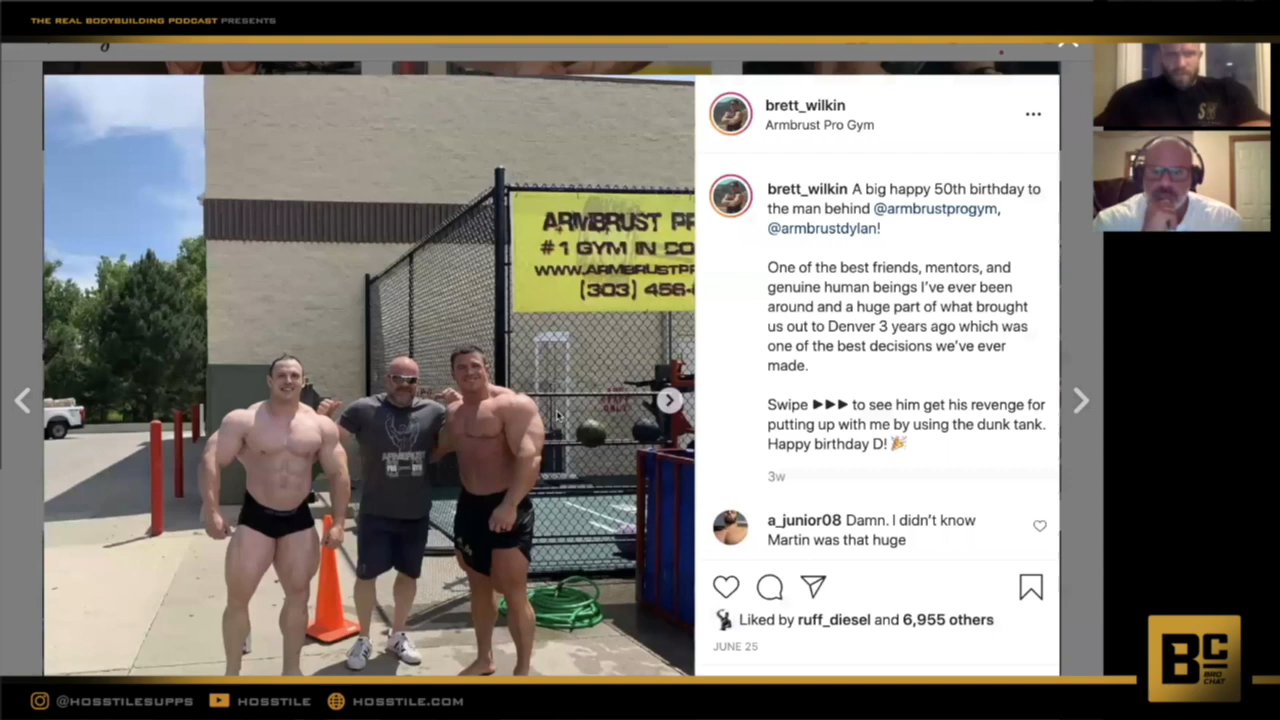 THE REAL BODYBUILDING PODCAST PRESENTS
brett_wilkin
Armbrust Pro Gym
brett_wilkin A big happy 50th birthday to
the man behind @armbrustprogym,
@armbrustdylan!
One of the best friends, mentors, and
genuine human beings I've ever been
around and a huge part of what brought
us out to Denver 3 years ago which was
one of the best decisions we've ever
made.
Swipe ▶▶▶ to see him get his revenge for
putting up with me by using the dunk tank.
Happy birthday D! 🎉
3w
a_junior08 Damn. I didn't know
Martin was that huge
Liked by ruff_diesel and 6,955 others
JUNE 25
ARMBRUST PR
#1 GYM IN CO
WWW.ARMBRUSTPR
(303) 456-
BC
BRO
CHAT
@HOSSTILESUPPS
HOSSTILE
HOSSTILE.COM